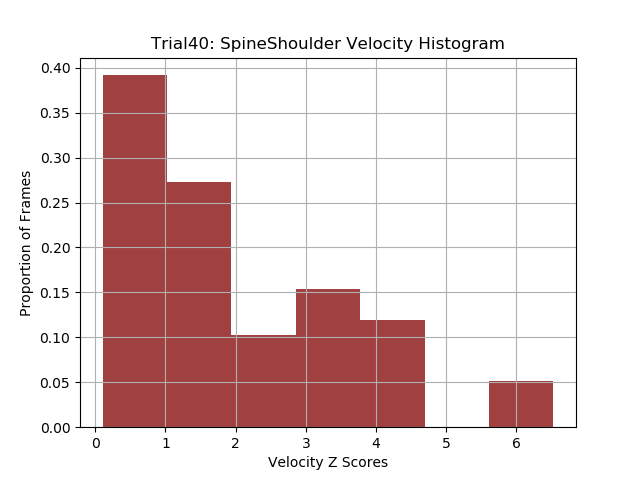 Trial40: SpineShoulder Velocity Histogram
0.40
0.35
0.30
0.25
0.20
0.15
0.10
0.05
0.00
Proportion of Frames
0 1 2 3 4 5 6
Velocity Z Scores